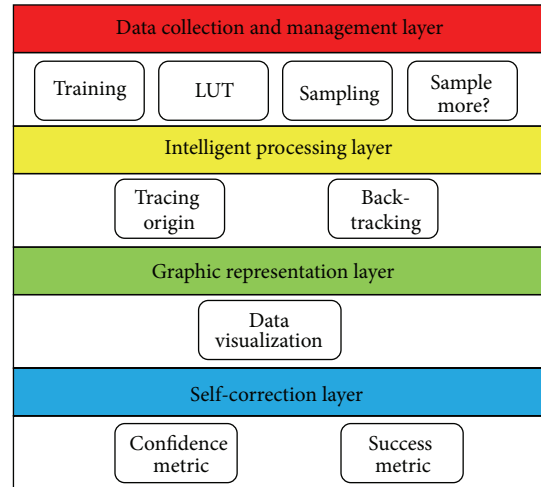 Data collection and management layer
Training
LUT
Sampling
Sample
more?
Intelligent processing layer
Tracing
origin
Back-
tracking
Graphic representation layer
Data
visualization
Self-correction layer
Confidence
metric
Success
metric